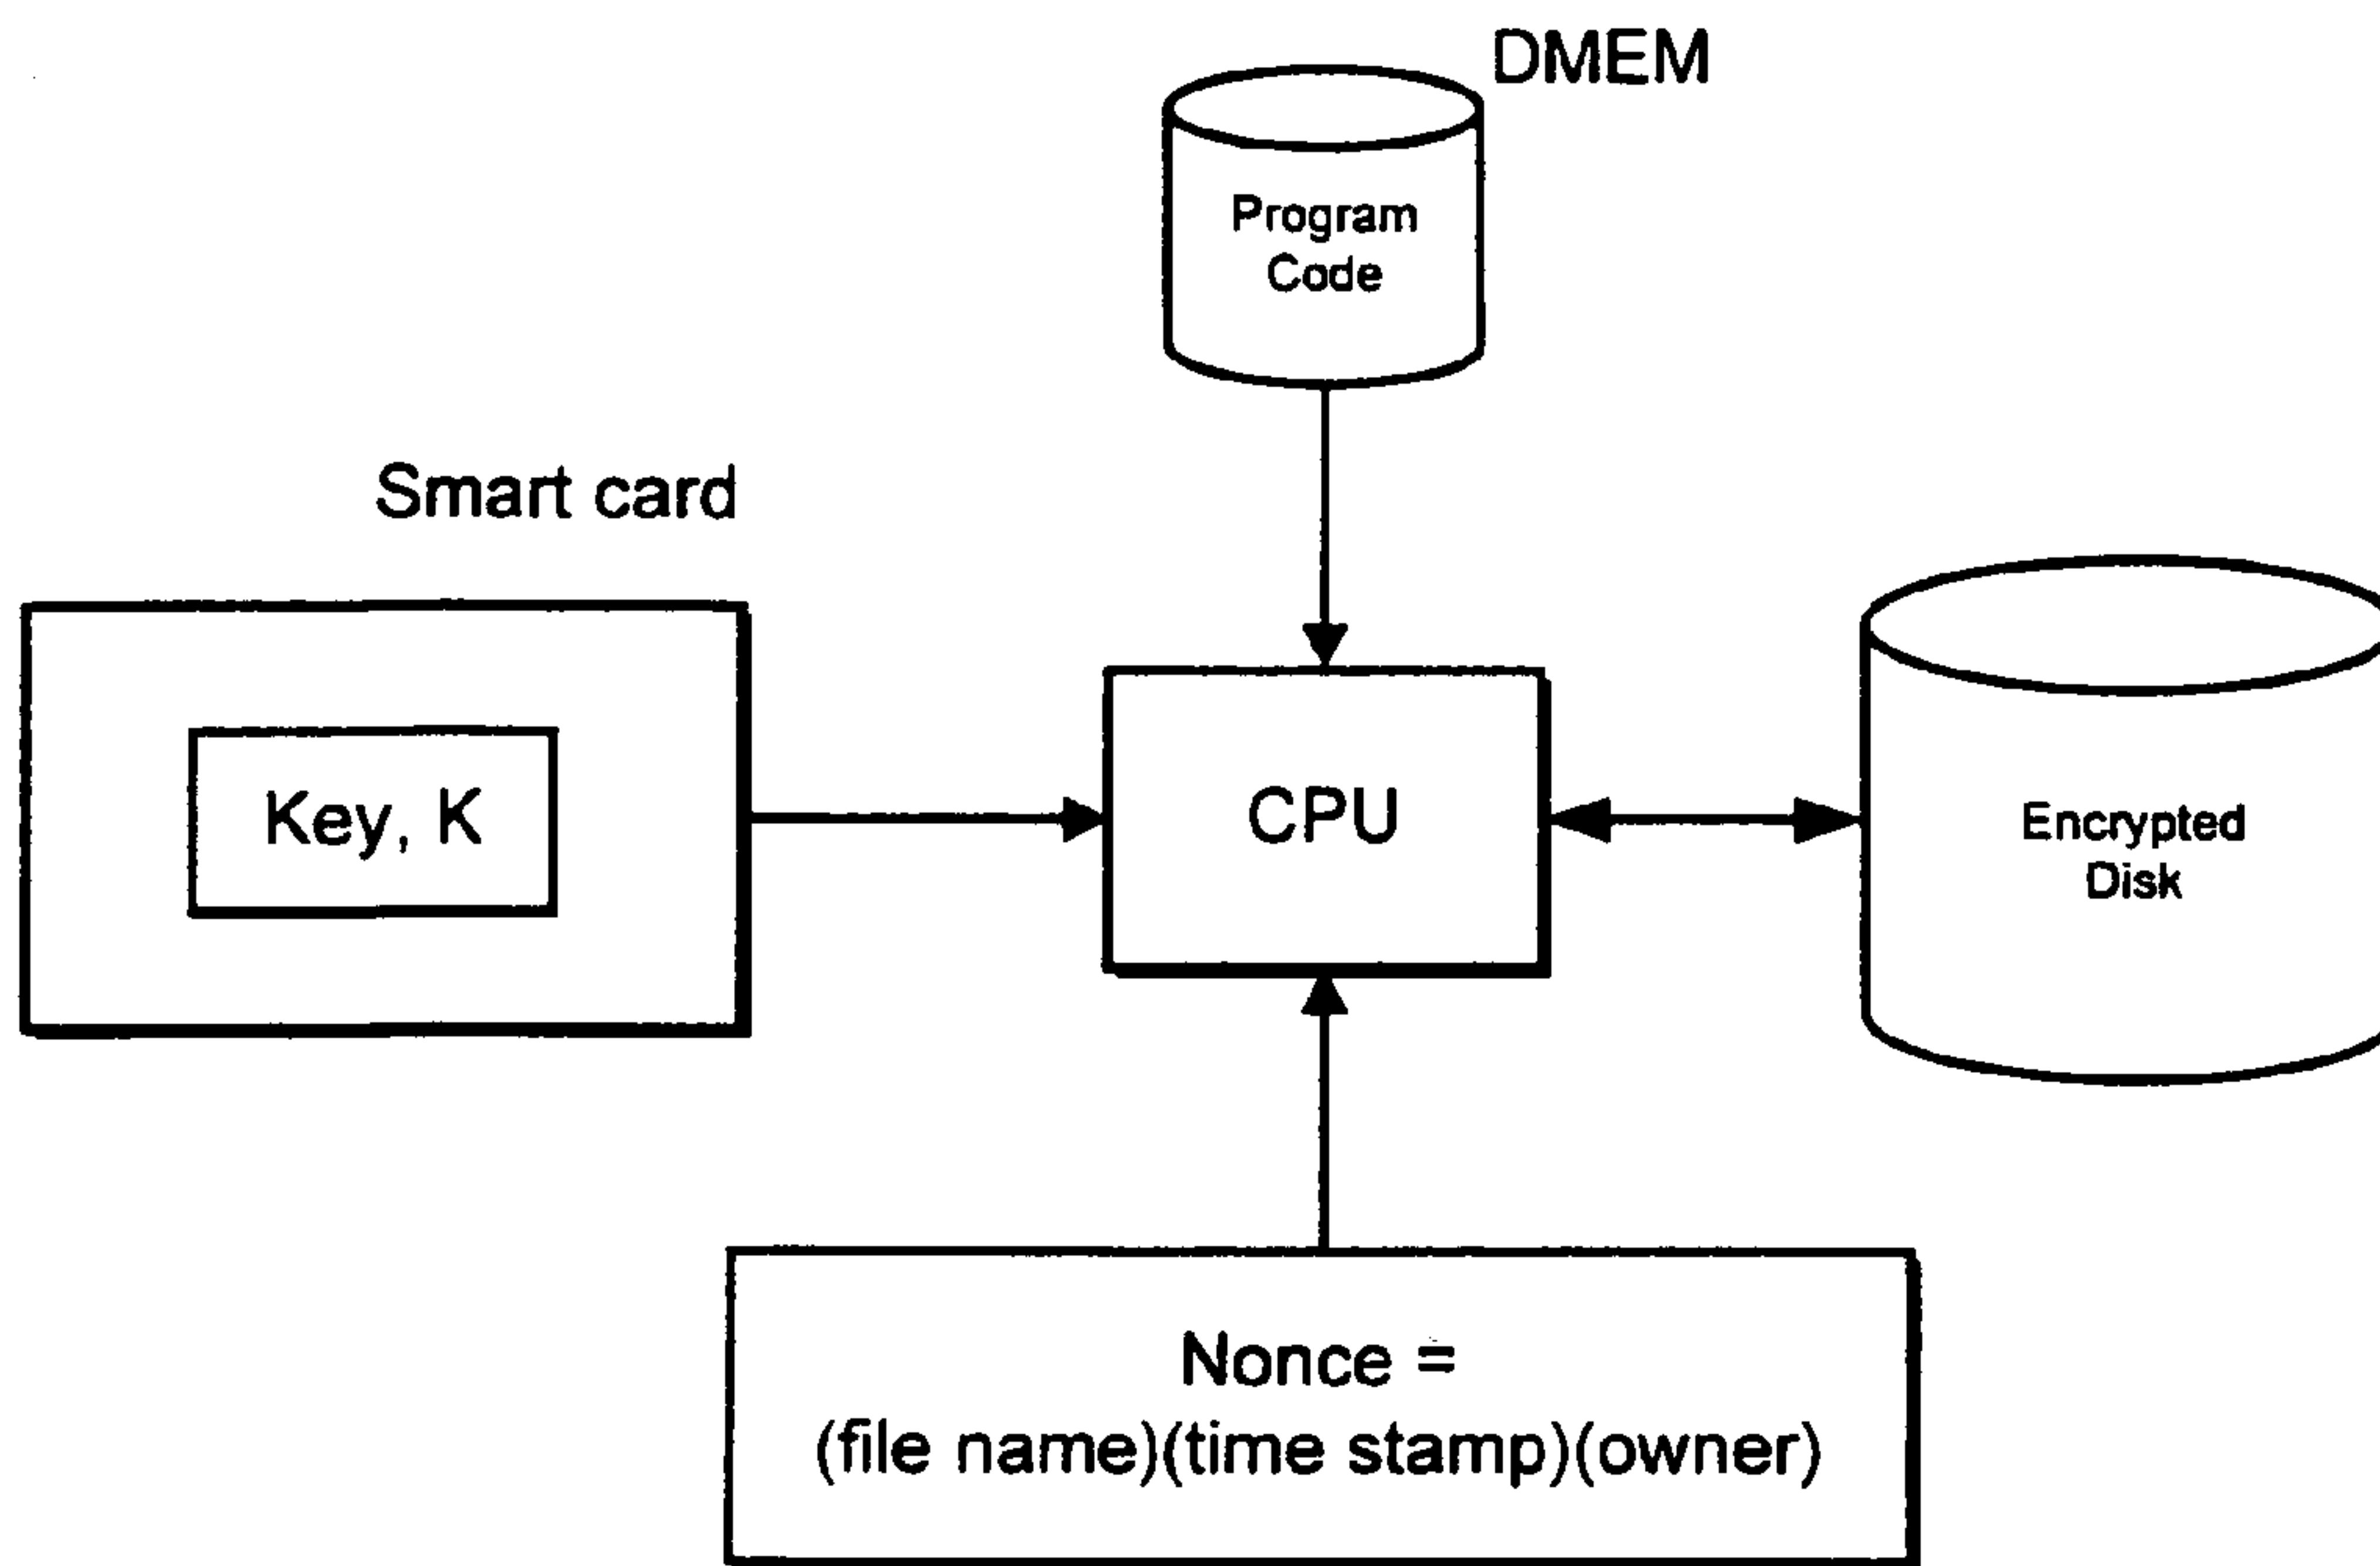 DMEM
Program
Code
Smart card
Key, K
CPU
Encrypted
Disk
Nonce =
(file name)(time stamp)(owner)